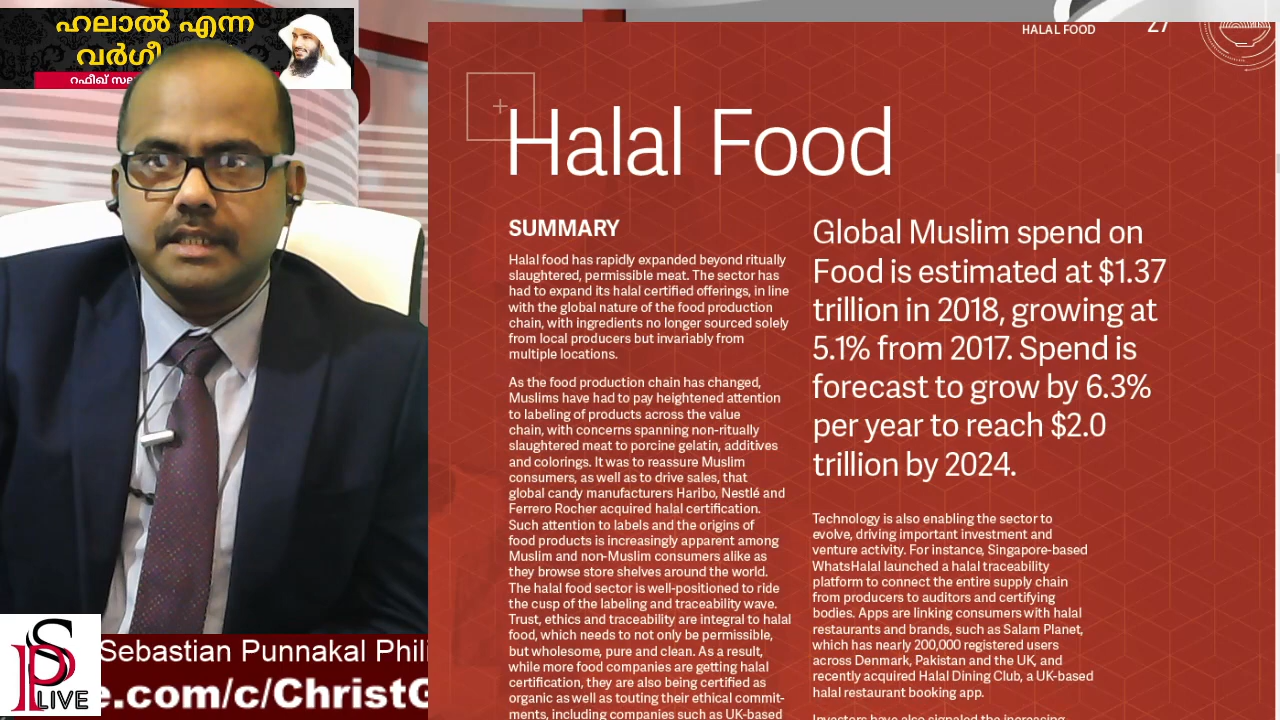 ഹലാൽ എന്ന
വർഗീ
റഫീഖ് സല
HALAL FOOD
27
Halal Food
SUMMARY
Halal food has rapidly expanded beyond ritually
slaughtered, permissible meat. The sector has
had to expand its halal certified offerings, in line
with the global nature of the food production
chain, with ingredients no longer sourced solely
from local producers but invariably from
multiple locations.
As the food production chain has changed,
Muslims have had to pay heightened attention
to labeling of products across the value
chain, with concerns spanning non-ritually
slaughtered meat to porcine gelatin, additives
and colorings. It was to reassure Muslim
consumers, as well as to drive sales, that
global candy manufacturers Haribo, Nestlé and
Ferrero Rocher acquired halal certification.
Such attention to labels and the origins of
food products is increasingly apparent among
Muslim and non-Muslim consumers alike as
they browse store shelves around the world.
The halal food sector is well-positioned to ride
the cusp of the labeling and traceability wave.
Trust, ethics and traceability are integral to halal
food, which needs to not only be permissible,
but wholesome, pure and clean. As a result,
while more food companies are getting halal
certification, they are also being certified as
organic as well as touting their ethical commit-
ments, including companies such as UK-based
Global Muslim spend on
Food is estimated at $1.37
trillion in 2018, growing at
5.1% from 2017. Spend is
forecast to grow by 6.3%
per year to reach $2.0
trillion by 2024.
Technology is also enabling the sector to
evolve, driving important investment and
venture activity. For instance, Singapore-based
WhatsHalal launched a halal traceability
platform to connect the entire supply chain
from producers to auditors and certifying
bodies. Apps are linking consumers with halal
restaurants and brands, such as Salam Planet,
which has nearly 200,000 registered users
across Denmark, Pakistan and the UK, and
recently acquired Halal Dining Club, a UK-based
halal restaurant booking app.
Investors have also signaled the increasing
Sebastian Punnakal Phili
e.com/c/ChristG
PS
LIVE